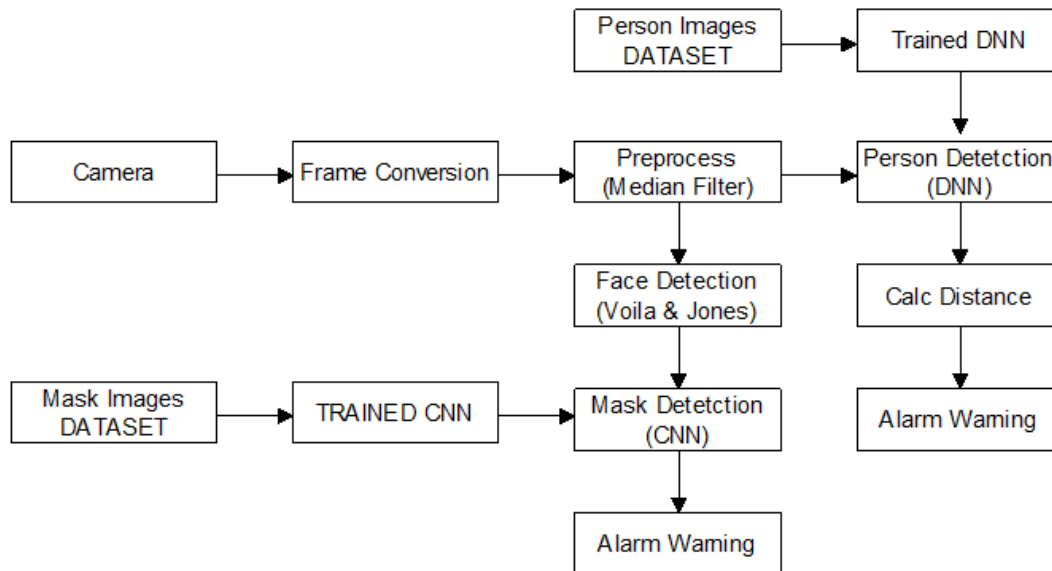 Person Images
DATASET
Trained DNN
Camera
Frame Conversion
Preprocess
(Median Filter)
Person Detetction
(DNN)
Face Detection
(Voila & Jones)
Calc Distance
Mask Images
DATASET
TRAINED CNN
Mask Detetction
(CNN)
Alarm Warning
Alarm Warning